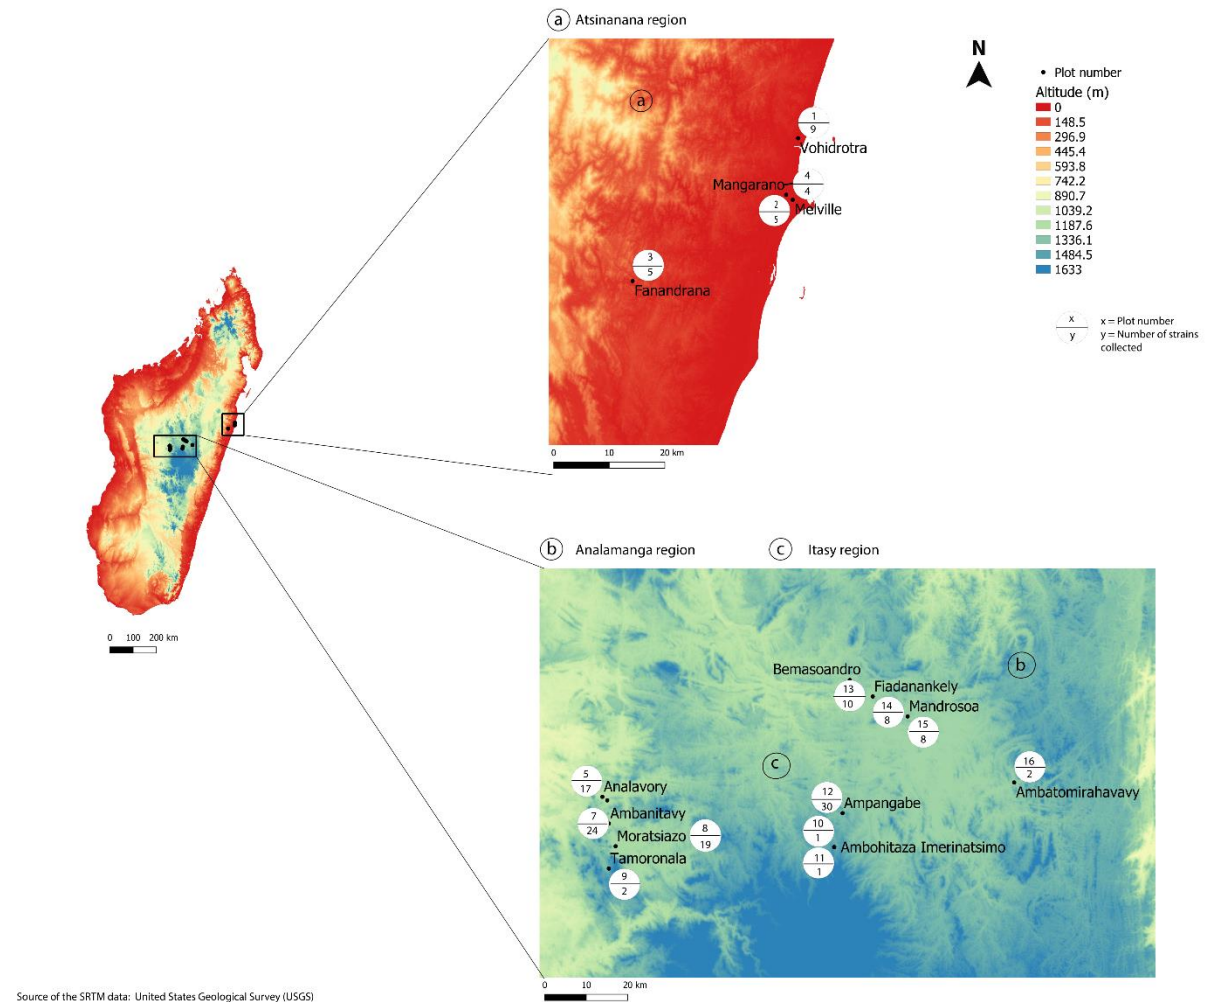 a Atsinanana region
N
Plot number
Altitude (m)
0
148.5
296.9
445.4
593.8
742.2
890.7
1039.2
1187.6
1336.1
1484.5
1633
x
y
x = Plot number
y = Number of strains
collected
a
1
9
Vohidrotra
4
4
Mangarano
Melville
2
5
3
5
Fanandrana
0 10 20 km
0 100 200 km
b Analamanga region
c Itasy region
b
Bemasoandro
13
10
Fiadanankely
14
8
Mandrosoa
15
8
c
16
2
Ambatomirahavavy
5
17
Analavory
12
30
Ampangabe
Ambanitavy
7
24
10
1
Moratsiazo
8
19
Ambohitaza Imerinatsimo
11
1
Tamoronala
9
2
0 10 20 km
Source of the SRTM data: United States Geological Survey (USGS)